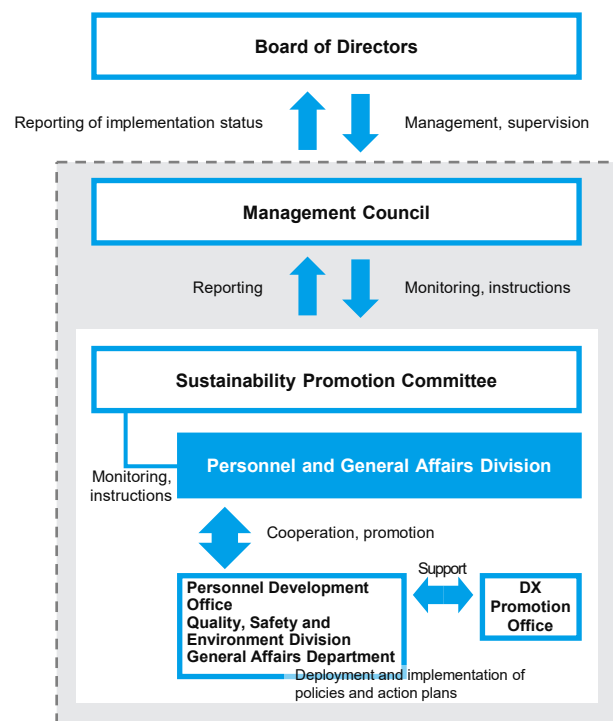 Board of Directors
Reporting of implementation status
Management, supervision
Management Council
Reporting
Monitoring, instructions
Sustainability Promotion Committee
Personnel and General Affairs Division
Monitoring,
instructions
Cooperation, promotion
Support
Personnel Development
Office
Quality, Safety and
Environment Division
General Affairs Department
DX
Promotion
Office
Deployment and implementation of
policies and action plans